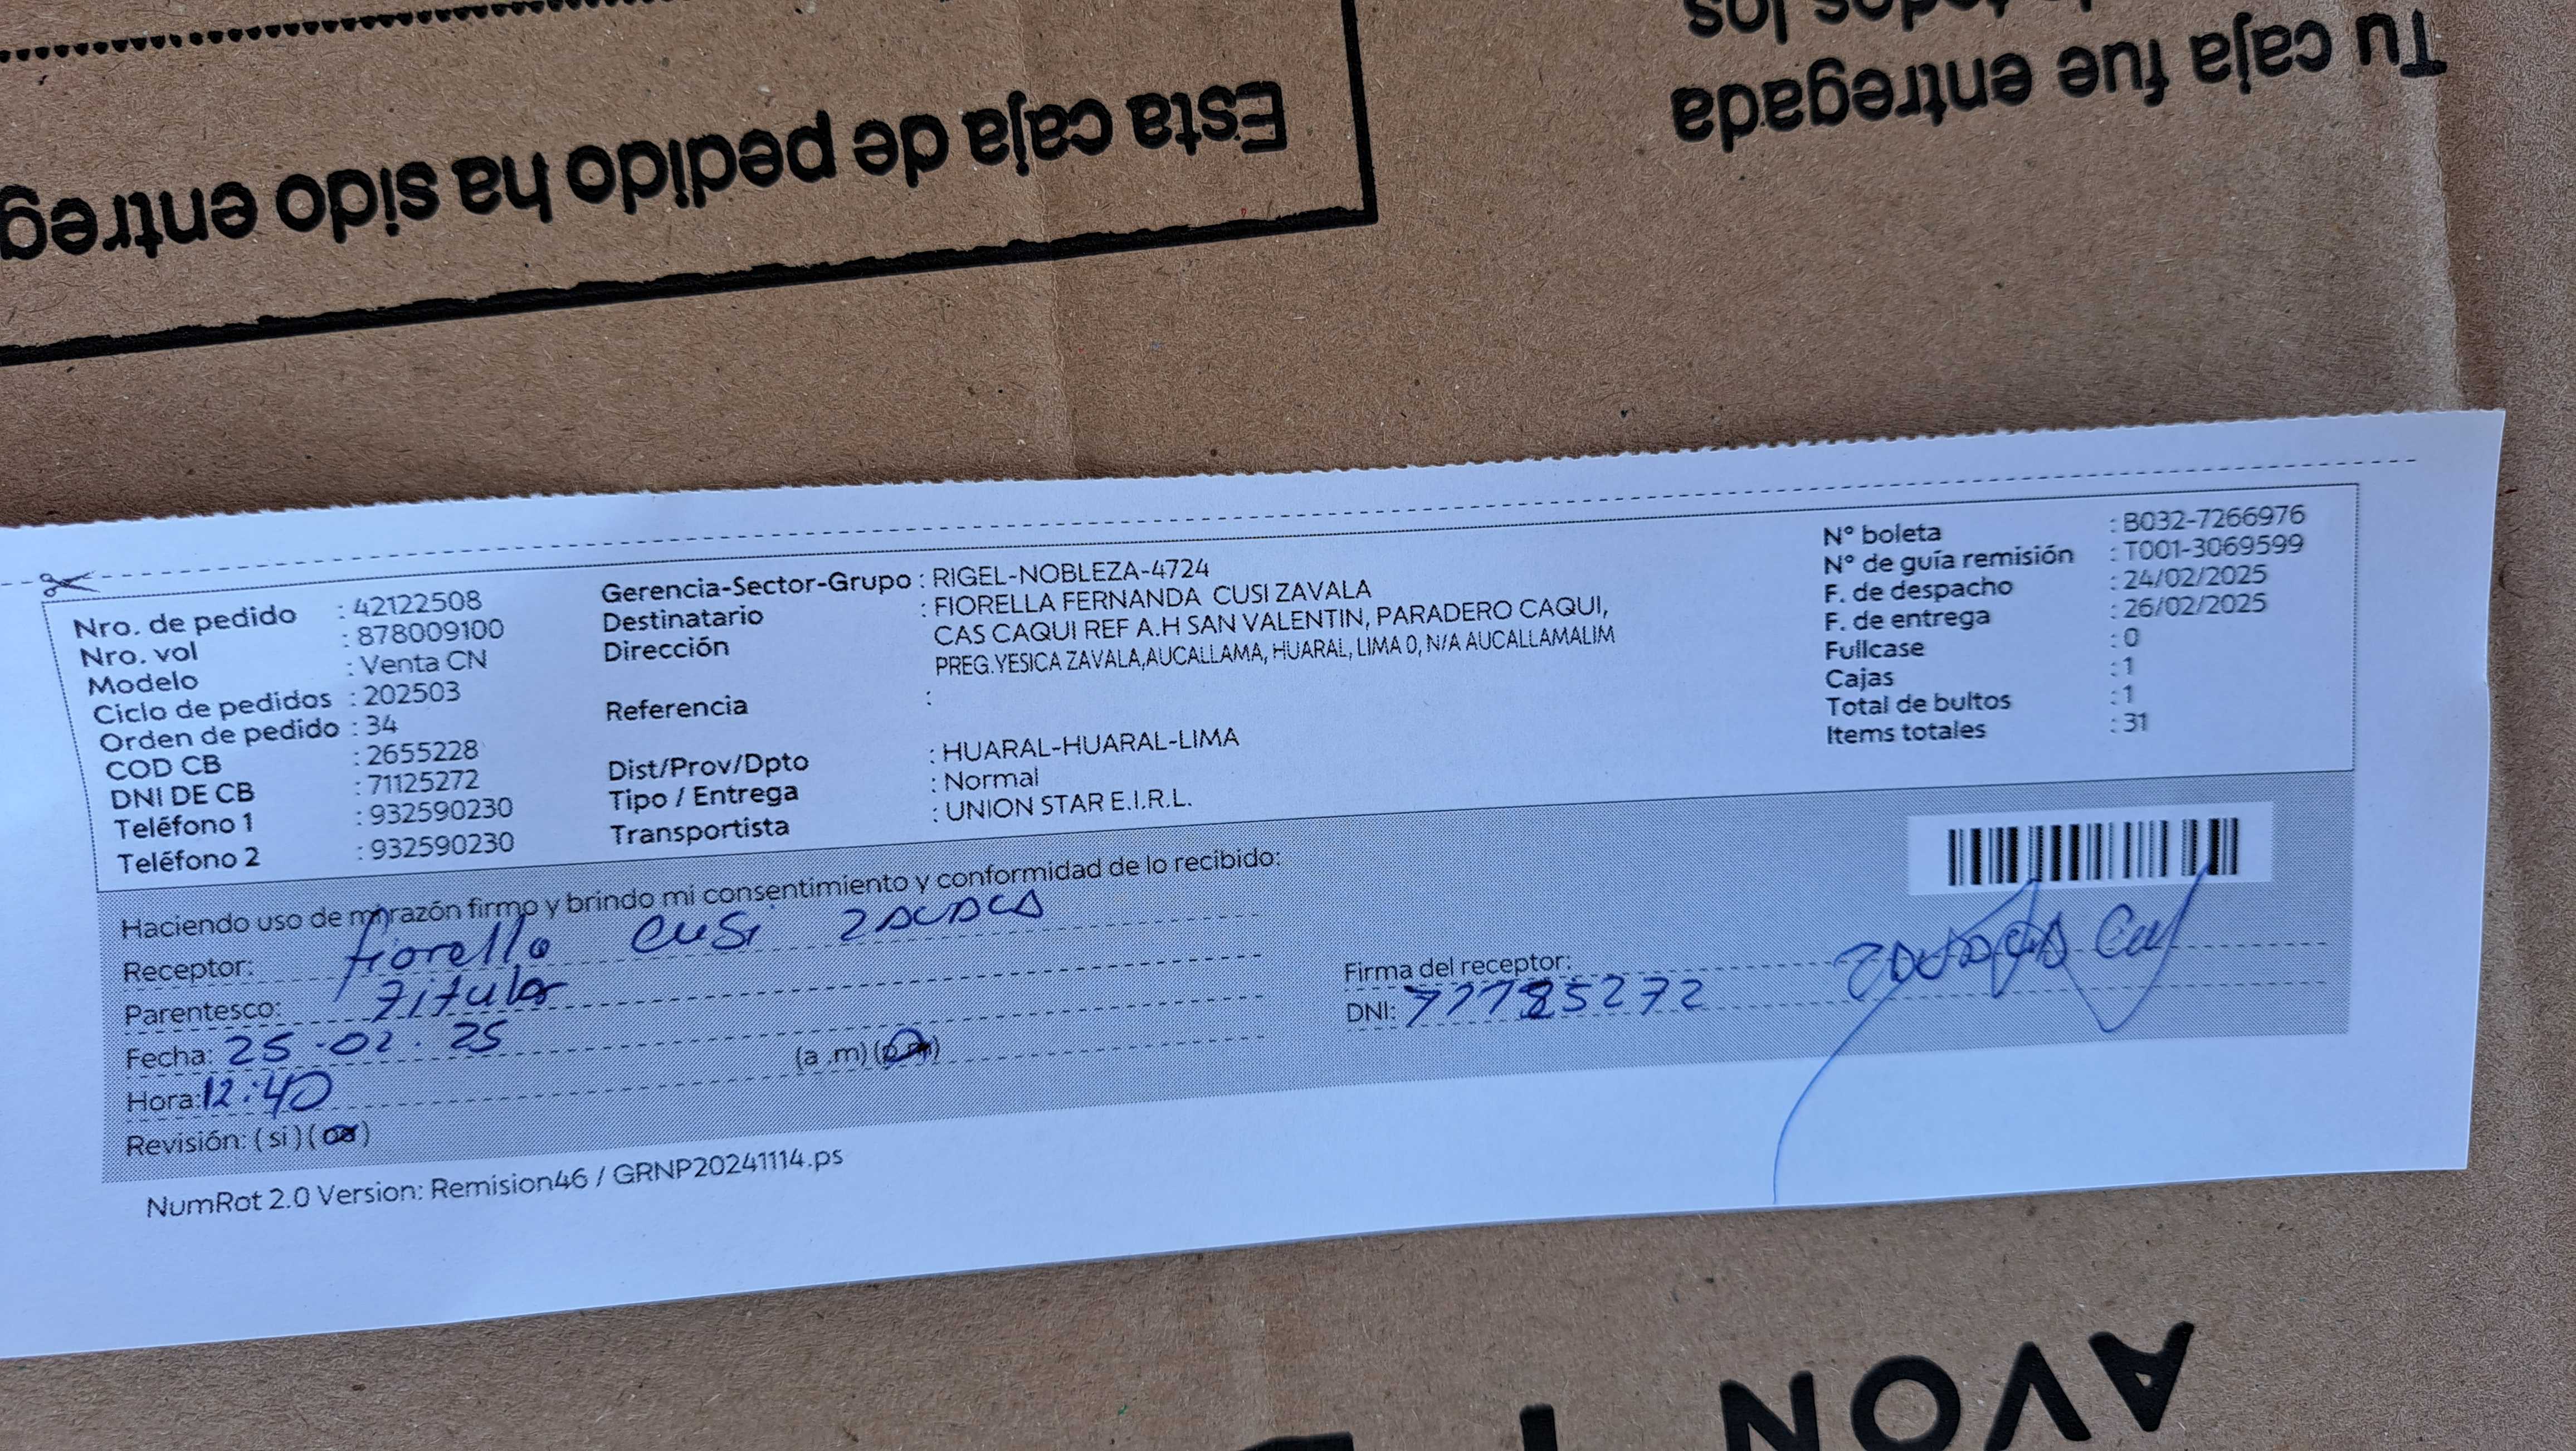 Tu caja fue entregada
Esta caja de pedido ha sido entreg
Nro. de pedido : 42122508
Nro. vol : 878009100
Modelo : Venta CN
Ciclo de pedidos : 202503
Orden de pedido : 34
COD CB : 2655228
DNI DE CB : 71125272
Teléfono 1 : 932590230
Teléfono 2 : 932590230
Gerencia-Sector-Grupo : RIGEL-NOBLEZA-4724
Destinatario : FIORELLA FERNANDA CUSI ZAVALA
Dirección : CAS CAQUI REF A.H SAN VALENTIN, PARADERO CAQUI,
PREG.YESICA ZAVALA,AUCALLAMA, HUARAL, LIMA 0, N/A AUCALLAMALIM
Referencia :
Dist/Prov/Dpto : HUARAL-HUARAL-LIMA
Tipo / Entrega : Normal
Transportista : UNION STAR E.I.R.L.
N° boleta : B032-7266976
N° de guía remisión : T001-3069599
F. de despacho : 24/02/2025
F. de entrega : 26/02/2025
Fullcase : 0
Cajas : 1
Total de bultos : 1
Items totales : 31
Haciendo uso de mi razón firmo y brindo mi consentimiento y conformidad de lo recibido:
Receptor: fiorella Cusi
Parentesco: titular
Fecha: 25.02.25
Hora: 12:40 (a .m) (p.m)
Revisión: ( si ) ( no )
Firma del receptor:
DNI:
NumRot 2.0 Version: Remision46 / GRNP20241114.ps
AVON